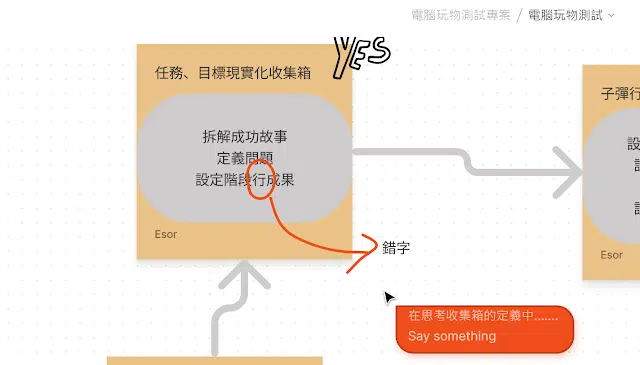 電腦玩物測試專案 / 電腦玩物測試
YES
任務、目標現實化收集箱
拆解成功故事
定義問題
設定階段行成果
Esor
錯字
在思考收集箱的定義中.......
Say something
子彈行
設
Esor